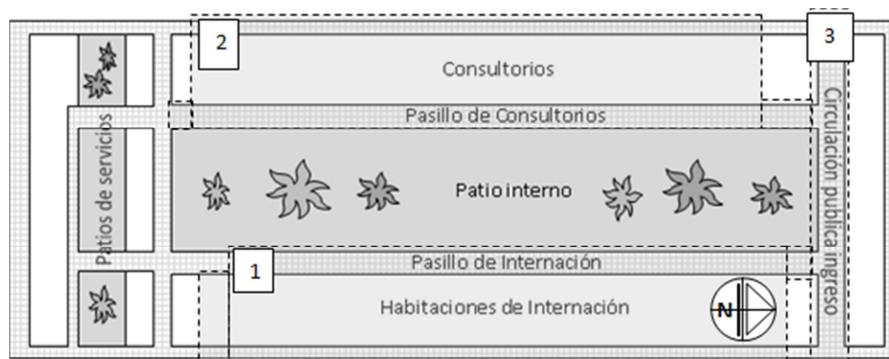 2
3
Consultorios
Pasillo de Consultorios
Patios de servicios
Patio interno
Circulación publica ingreso
1
Pasillo de Internación
Habitaciones de Internación
N